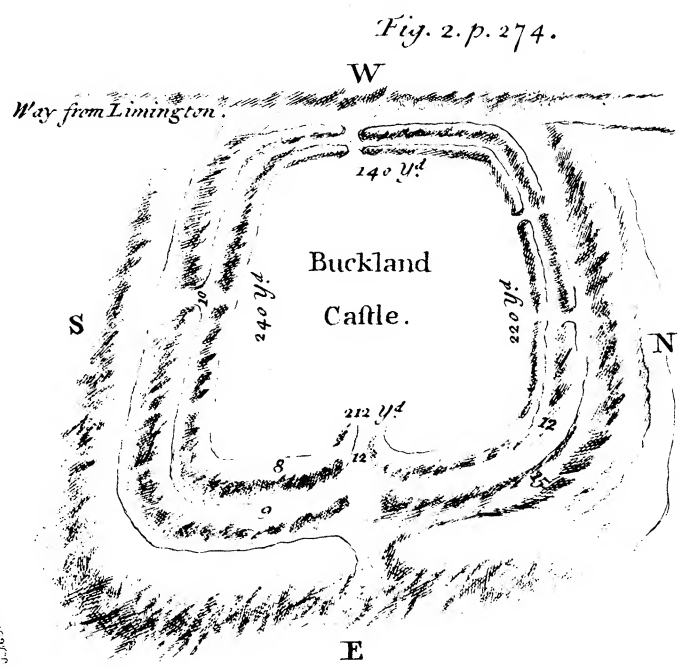 Fig. 2. p. 274.
W
Way from Limington.
140 Yd.
Buckland
Caſtle.
240 Yd.
220 Yd.
10
S
N
212 Yd
12
12
8
9
E